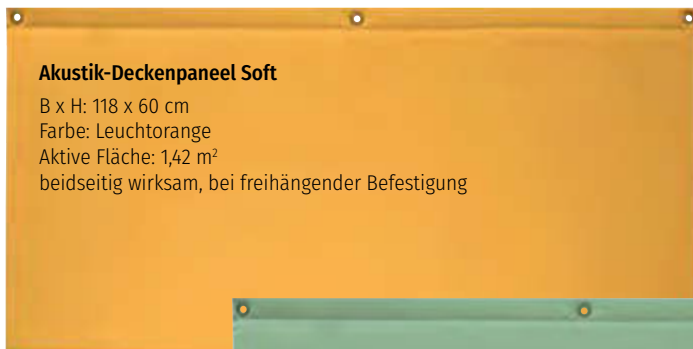 Akustik-Deckenpaneel Soft
B x H: 118 x 60 cm
Farbe: Leuchtorange
Aktive Fläche: 1,42 m²
beidseitig wirksam, bei freihängender Befestigung